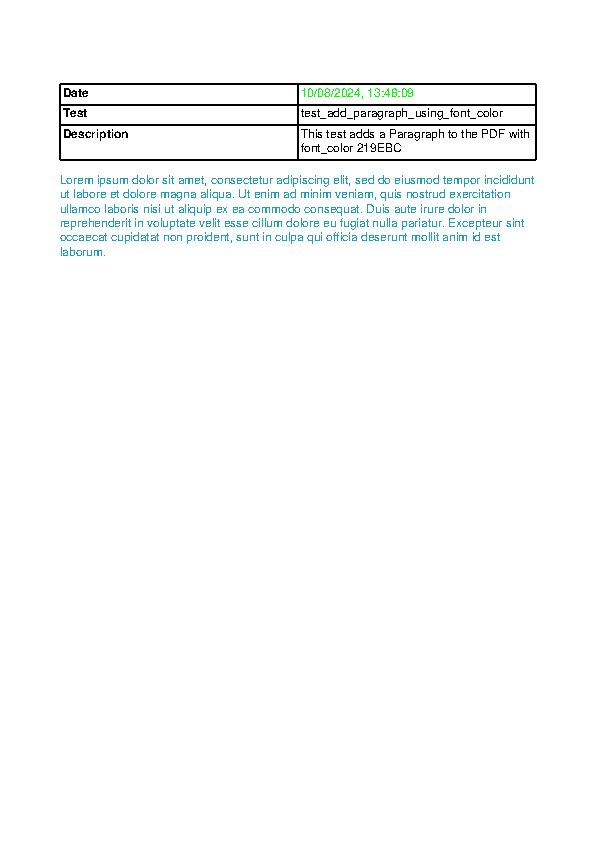 Date 10/08/2024, 13:46:09
Test test_add_paragraph_using_font_color
Description This test adds a Paragraph to the PDF with
font_color 219EBC
Lorem ipsum dolor sit amet, consectetur adipiscing elit, sed do eiusmod tempor incididunt
ut labore et dolore magna aliqua. Ut enim ad minim veniam, quis nostrud exercitation
ullamco laboris nisi ut aliquip ex ea commodo consequat. Duis aute irure dolor in
reprehenderit in voluptate velit esse cillum dolore eu fugiat nulla pariatur. Excepteur sint
occaecat cupidatat non proident, sunt in culpa qui officia deserunt mollit anim id est
laborum.